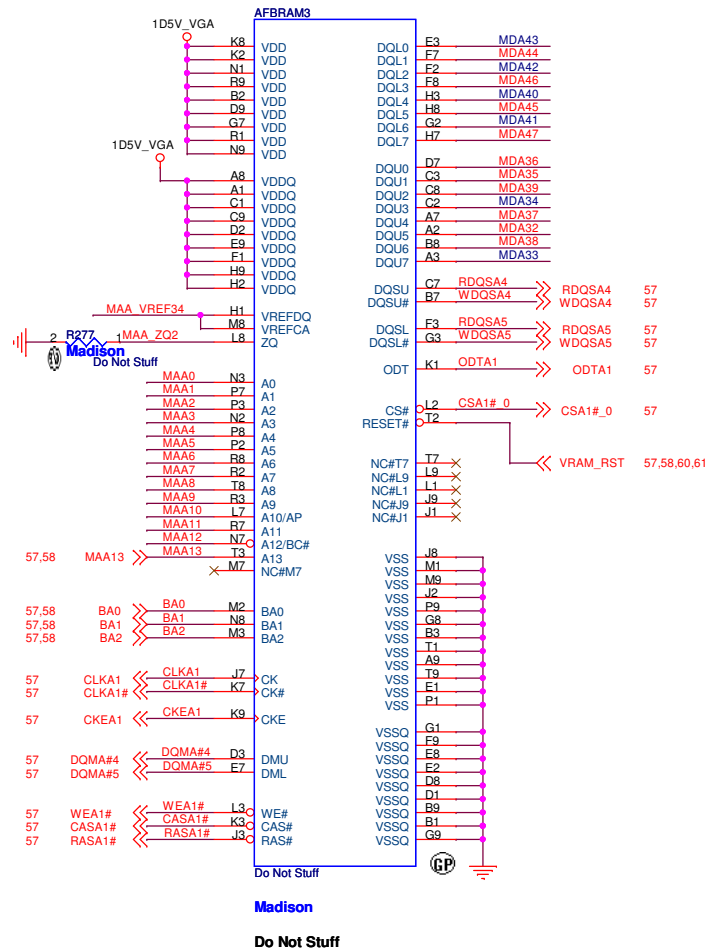 AFBRAM3
1D5V_VGA
K8 VDD DQL0 E3 MDA43
K2 VDD DQL1 F7 MDA44
N1 VDD DQL2 F2 MDA42
R9 VDD DQL3 F8 MDA46
B2 VDD DQL4 H3 MDA40
D9 VDD DQL5 H8 MDA45
G7 VDD DQL6 G2 MDA41
R1 VDD DQL7 H7 MDA47
N9 VDD
1D5V_VGA
A8 VDDQ DQU0 D7 MDA36
A1 VDDQ DQU1 C3 MDA35
C1 VDDQ DQU2 C8 MDA39
C9 VDDQ DQU3 C2 MDA34
D2 VDDQ DQU4 A7 MDA37
E9 VDDQ DQU5 A2 MDA32
F1 VDDQ DQU6 B8 MDA38
H9 VDDQ DQU7 A3 MDA33
H2 VDDQ
DQSU C7 RDQSA4 RDQSA4 57
DQSU# B7 WDQSA4 WDQSA4 57
MAA_VREF34 H1 VREFDQ
M8 VREFCA DQSL F3 RDQSA5 RDQSA5 57
2 R277 1 MAA_ZQ2 L8 ZQ DQSL# G3 WDQSA5 WDQSA5 57
Madison
Do Not Stuff
ODT K1 ODTA1 ODTA1 57
MAA0 N3 A0
MAA1 P7 A1
MAA2 P3 A2 CS# L2 CSA1#_0 CSA1#_0 57
MAA3 N2 A3 RESET# T2
MAA4 P8 A4
MAA5 P2 A5
MAA6 R8 A6 NC#T7 T7 VRAM_RST 57,58,60,61
MAA7 R2 A7 NC#L9 L9
MAA8 T8 A8 NC#L1 L1
MAA9 R3 A9 NC#J9 J9
MAA10 L7 A10/AP NC#J1 J1
MAA11 R7 A11
MAA12 N7 A12/BC#
57,58 MAA13 MAA13 T3 A13 VSS J8
M7 NC#M7 VSS M1
VSS M9
VSS J2
57,58 BA0 BA0 M2 BA0 VSS P9
57,58 BA1 BA1 N8 BA1 VSS G8
57,58 BA2 BA2 M3 BA2 VSS B3
VSS T1
VSS A9
57 CLKA1 CLKA1 J7 CK VSS T9
57 CLKA1# CLKA1# K7 CK# VSS E1
VSS P1
57 CKEA1 CKEA1 K9 CKE
VSSQ G1
VSSQ F9
57 DQMA#4 DQMA#4 D3 DMU VSSQ E8
57 DQMA#5 DQMA#5 E7 DML VSSQ E2
VSSQ D8
VSSQ D1
57 WEA1# WEA1# L3 WE# VSSQ B9
57 CASA1# CASA1# K3 CAS# VSSQ B1
57 RASA1# RASA1# J3 RAS# VSSQ G9
GP
Do Not Stuff
Madison
Do Not Stuff